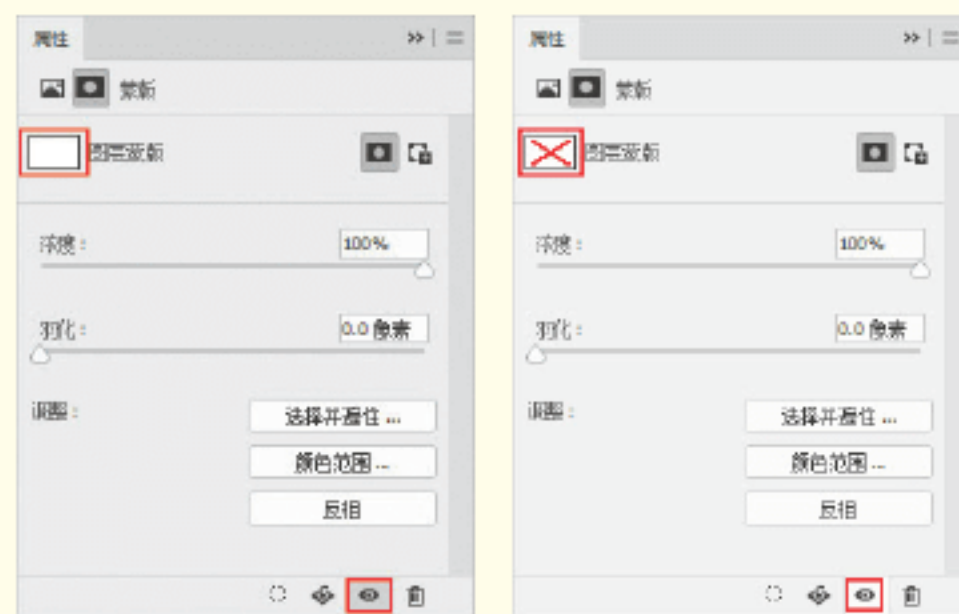 属性
蒙版
图层蒙版
浓度：
100%
羽化：
0.0 像素
调整：
选择并遮住 ...
颜色范围 ...
反相
属性
蒙版
图层蒙版
浓度：
100%
羽化：
0.0 像素
调整：
选择并遮住 ...
颜色范围 ...
反相